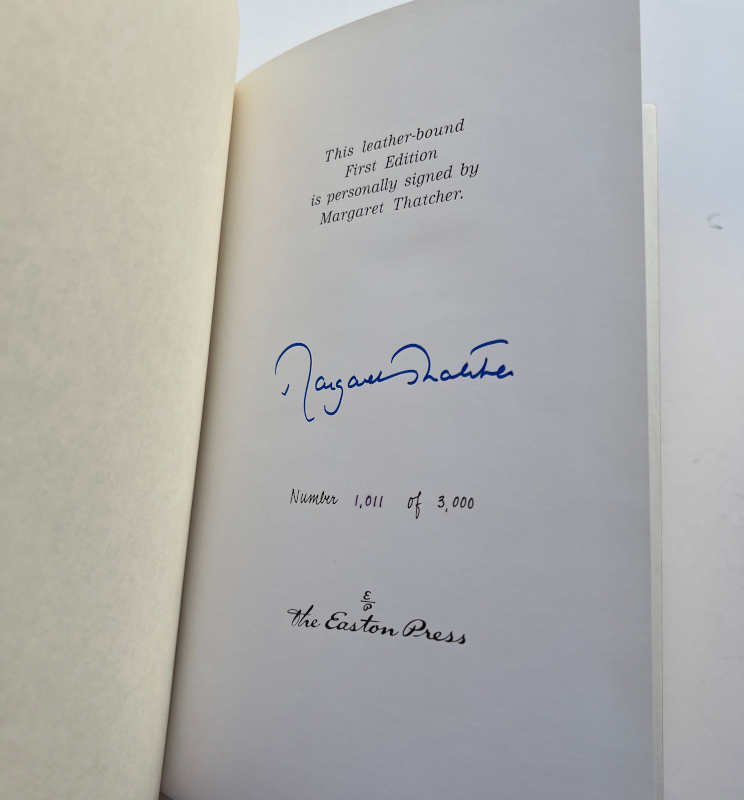 This leather-bound
First Edition
is personally signed by
Margaret Thatcher.
Margaret Thatcher
Number 1,011 of 3,000
E
P
the Easton Press